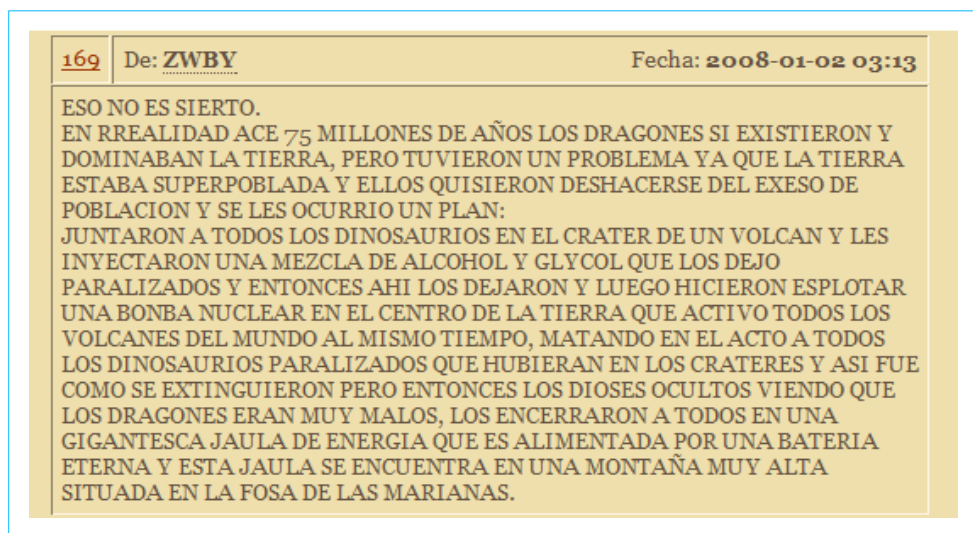 169 De: ZWBY Fecha: 2008-01-02 03:13
ESO NO ES SIERTO.
EN RREALIDAD ACE 75 MILLONES DE AÑOS LOS DRAGONES SI EXISTIERON Y
DOMINABAN LA TIERRA, PERO TUVIERON UN PROBLEMA YA QUE LA TIERRA
ESTABA SUPERPOBLADA Y ELLOS QUISIERON DESHACERSE DEL EXESO DE
POBLACION Y SE LES OCURRIO UN PLAN:
JUNTARON A TODOS LOS DINOSAURIOS EN EL CRATER DE UN VOLCAN Y LES
INYECTARON UNA MEZCLA DE ALCOHOL Y GLYCOL QUE LOS DEJO
PARALIZADOS Y ENTONCES AHI LOS DEJARON Y LUEGO HICIERON ESPLOTAR
UNA BONBA NUCLEAR EN EL CENTRO DE LA TIERRA QUE ACTIVO TODOS LOS
VOLCANES DEL MUNDO AL MISMO TIEMPO, MATANDO EN EL ACTO A TODOS
LOS DINOSAURIOS PARALIZADOS QUE HUBIERAN EN LOS CRATERES Y ASI FUE
COMO SE EXTINGUIERON PERO ENTONCES LOS DIOSES OCULTOS VIENDO QUE
LOS DRAGONES ERAN MUY MALOS, LOS ENCERRARON A TODOS EN UNA
GIGANTESCA JAULA DE ENERGIA QUE ES ALIMENTADA POR UNA BATERIA
ETERNA Y ESTA JAULA SE ENCUENTRA EN UNA MONTAÑA MUY ALTA
SITUADA EN LA FOSA DE LAS MARIANAS.